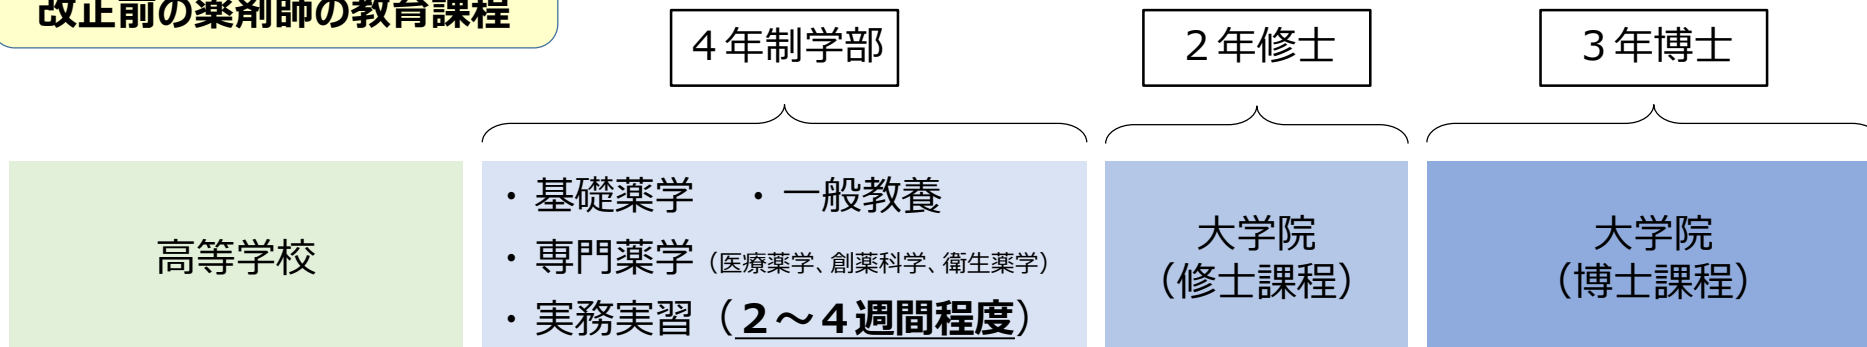 改正前の薬剤師の教育課程
４年制学部
２年修士
３年博士
高等学校
・基礎薬学　・一般教養
・専門薬学（医療薬学、創薬科学、衛生薬学）
・実務実習（２～４週間程度）
大学院
（修士課程）
大学院
（博士課程）